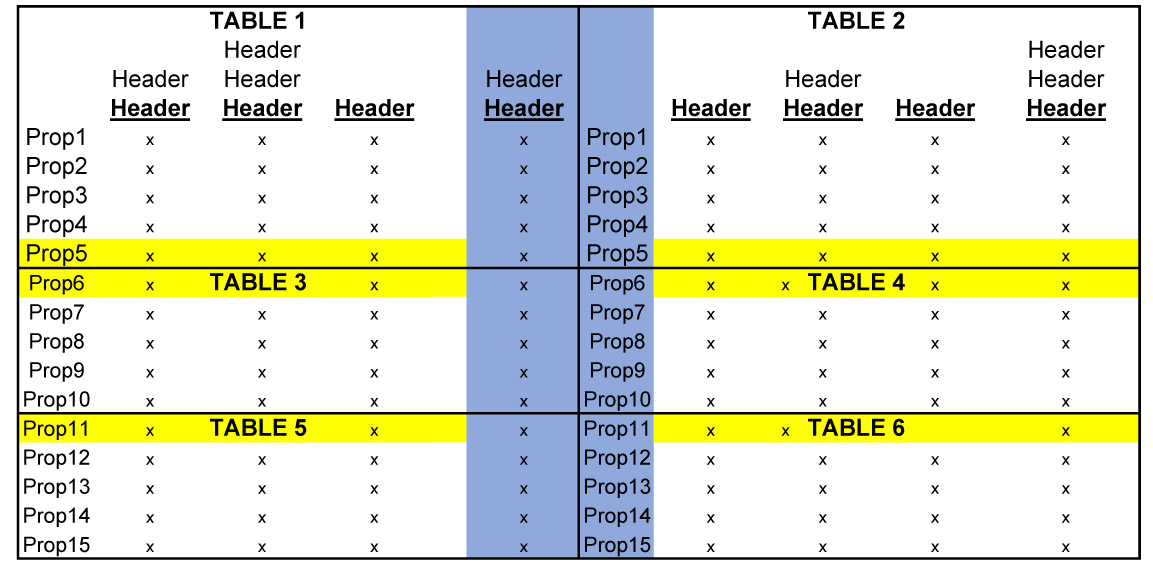 TABLE 1 TABLE 2
Header Header
Header Header Header Header Header
Header Header Header Header Header Header Header Header
Prop1 x x x x Prop1 x x x x
Prop2 x x x x Prop2 x x x x
Prop3 x x x x Prop3 x x x x
Prop4 x x x x Prop4 x x x x
Prop5 x x x x Prop5 x x x x
Prop6 x TABLE 3 x x Prop6 x x TABLE 4 x x
Prop7 x x x x Prop7 x x x x
Prop8 x x x x Prop8 x x x x
Prop9 x x x x Prop9 x x x x
Prop10 x x x x Prop10 x x x x
Prop11 x TABLE 5 x x Prop11 x x TABLE 6 x
Prop12 x x x x Prop12 x x x x
Prop13 x x x x Prop13 x x x x
Prop14 x x x x Prop14 x x x x
Prop15 x x x x Prop15 x x x x